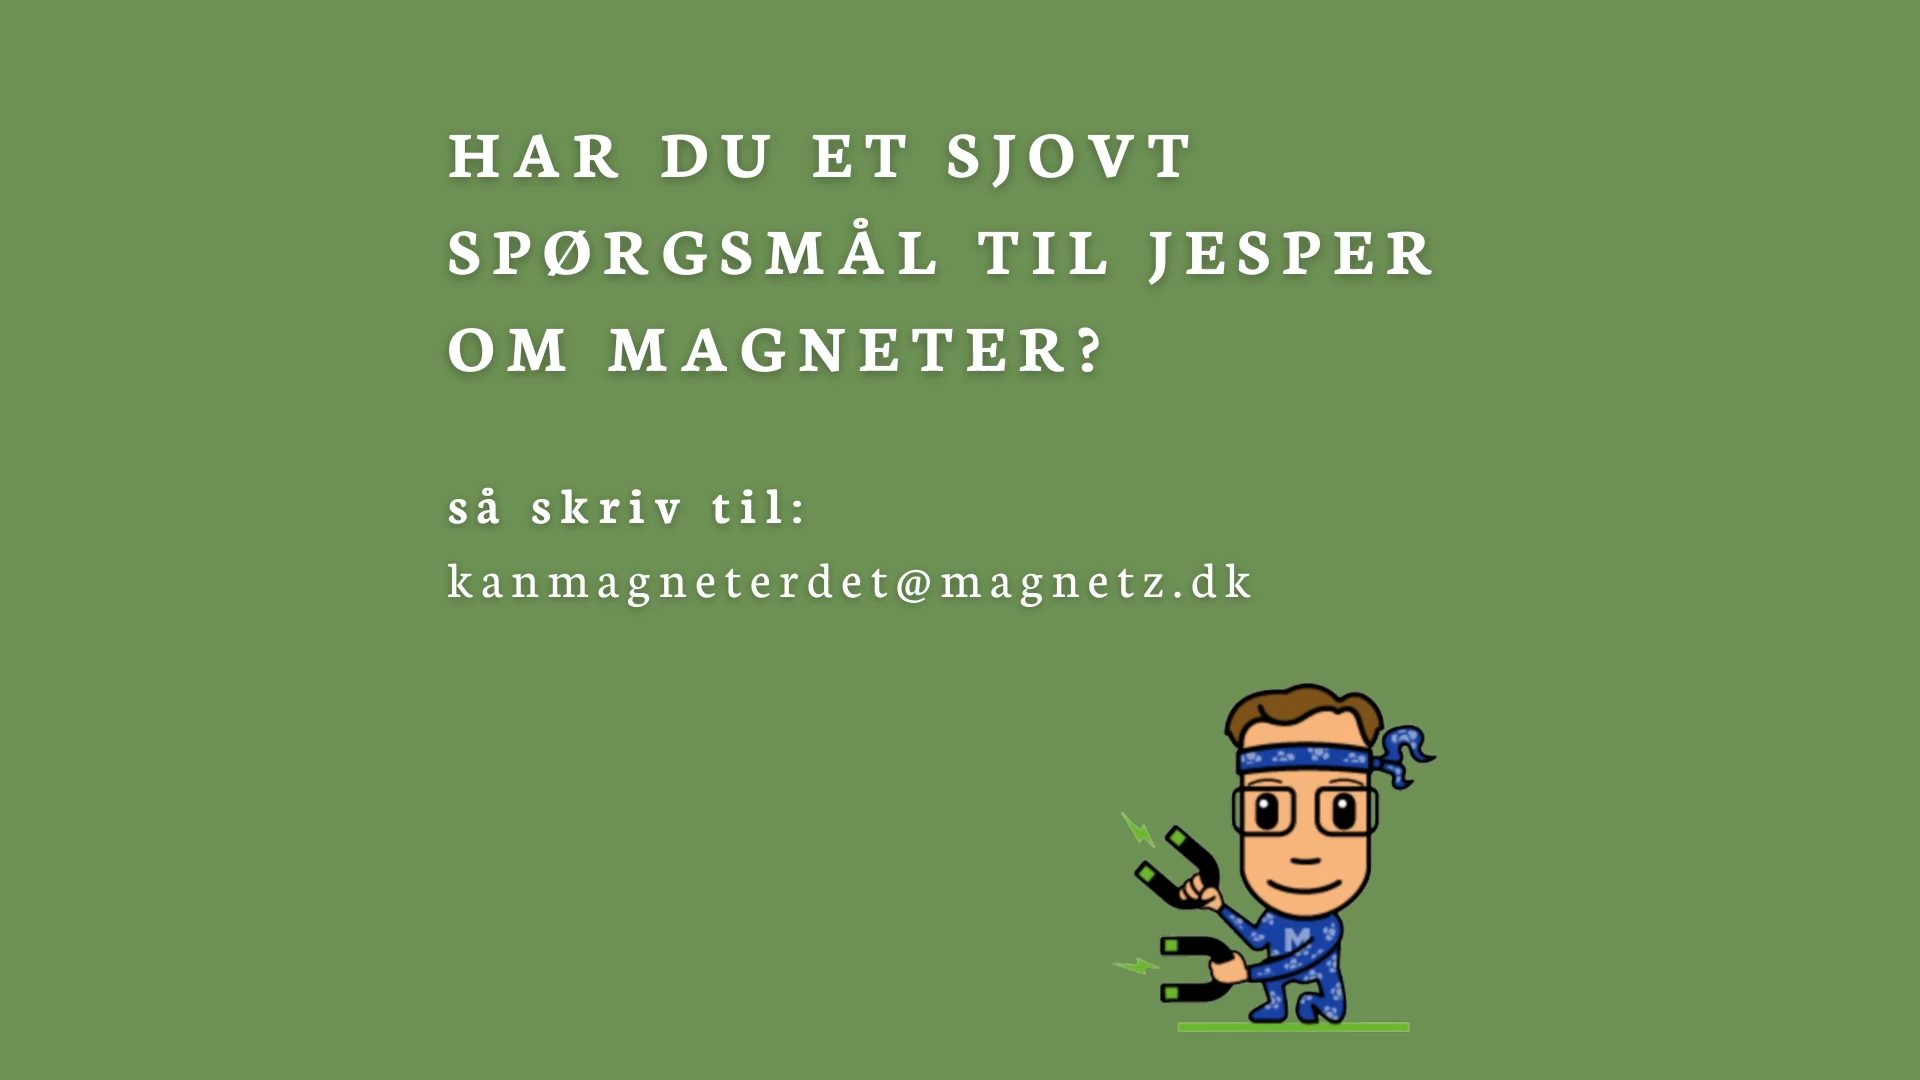 HAR DU ET SJOVT
SPØRGSMÅL TIL JESPER
OM MAGNETER?
så skriv til:
kanmagneterdet@magnetz.dk
M